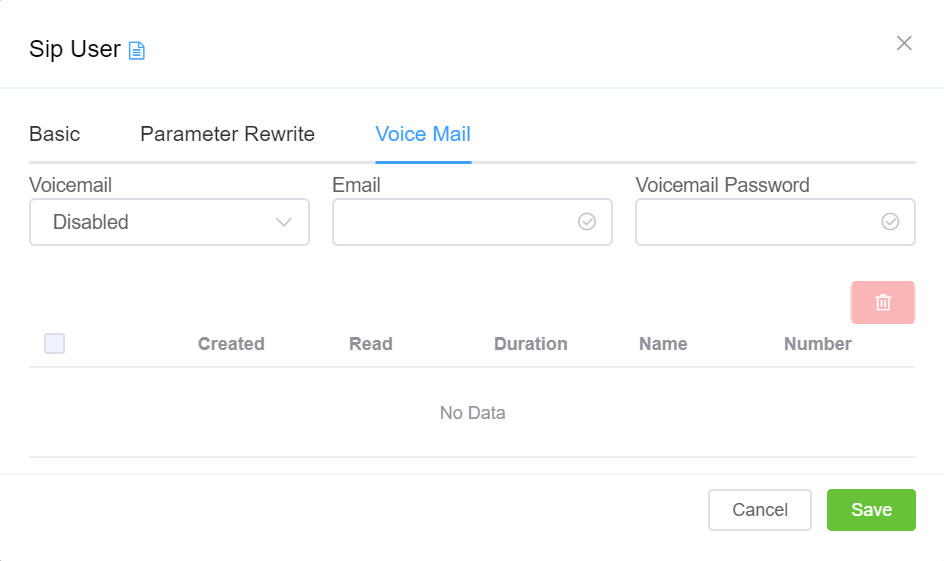 Sip User
Basic Parameter Rewrite Voice Mail
Voicemail Email Voicemail Password
Disabled
Created Read Duration Name Number
No Data
Cancel Save